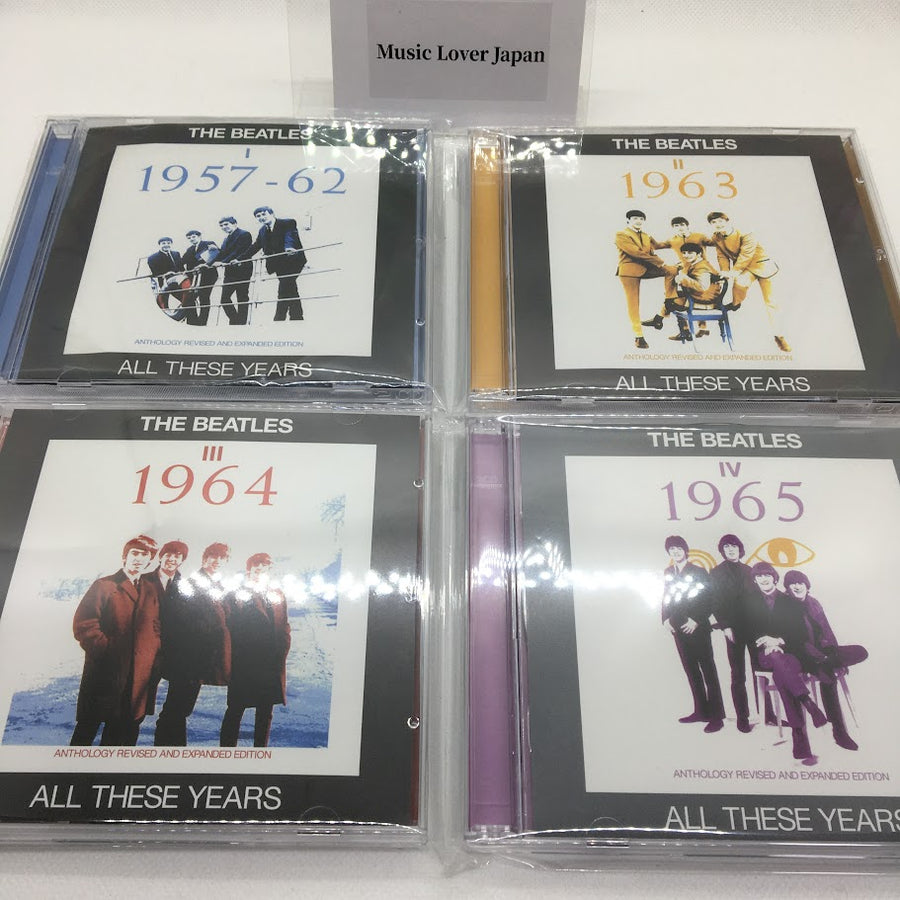 Music Lover Japan
THE BEATLES
I
1957-62
ANTHOLOGY REVISED AND EXPANDED EDITION
ALL THESE YEARS
THE BEATLES
II
1963
ANTHOLOGY REVISED AND EXPANDED EDITION
ALL THESE YEARS
THE BEATLES
III
1964
ANTHOLOGY REVISED AND EXPANDED EDITION
ALL THESE YEARS
THE BEATLES
IV
1965
ANTHOLOGY REVISED AND EXPANDED EDITION
ALL THESE YEARS